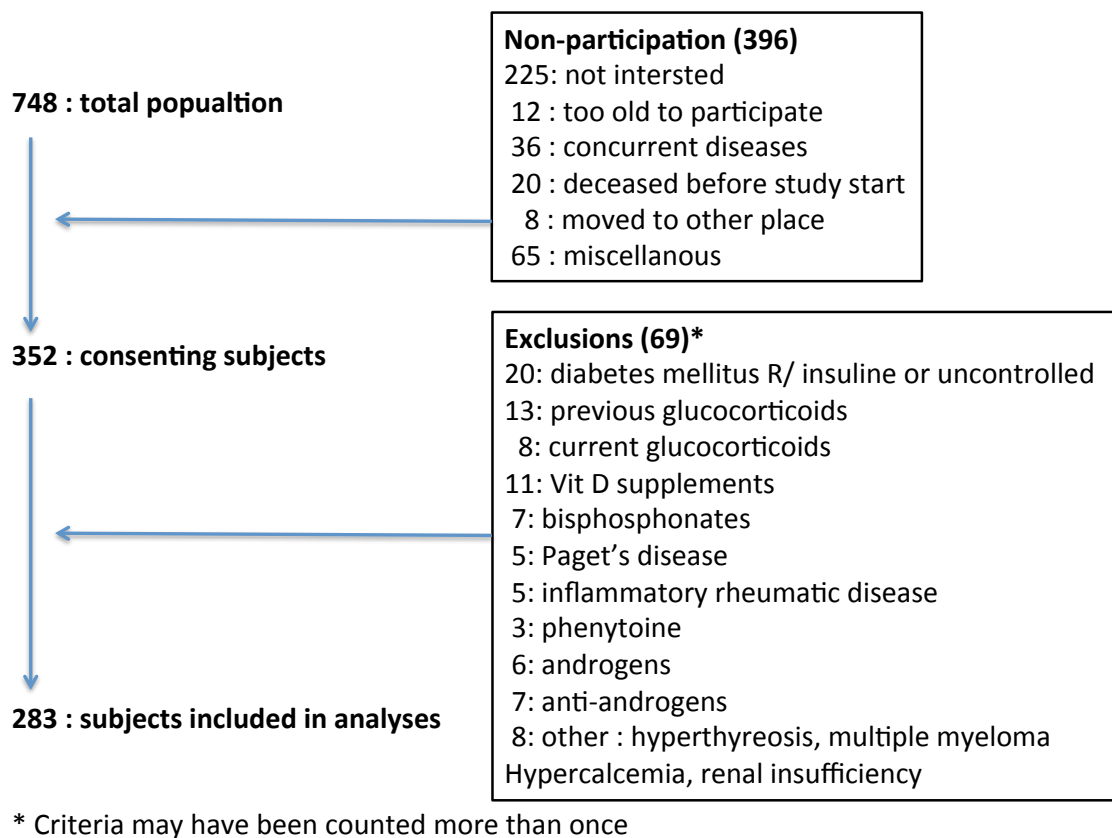 748 : total popualtion
Non-participation (396)
225: not intersted
12 : too old to participate
36 : concurrent diseases
20 : deceased before study start
8 : moved to other place
65 : miscellanous
352 : consenting subjects
Exclusions (69)*
20: diabetes mellitus R/ insuline or uncontrolled
13: previous glucocorticoids
8: current glucocorticoids
11: Vit D supplements
7: bisphosphonates
5: Paget’s disease
5: inflammatory rheumatic disease
3: phenytoine
6: androgens
7: anti-androgens
8: other : hyperthyreosis, multiple myeloma
Hypercalcemia, renal insufficiency
283 : subjects included in analyses
* Criteria may have been counted more than once